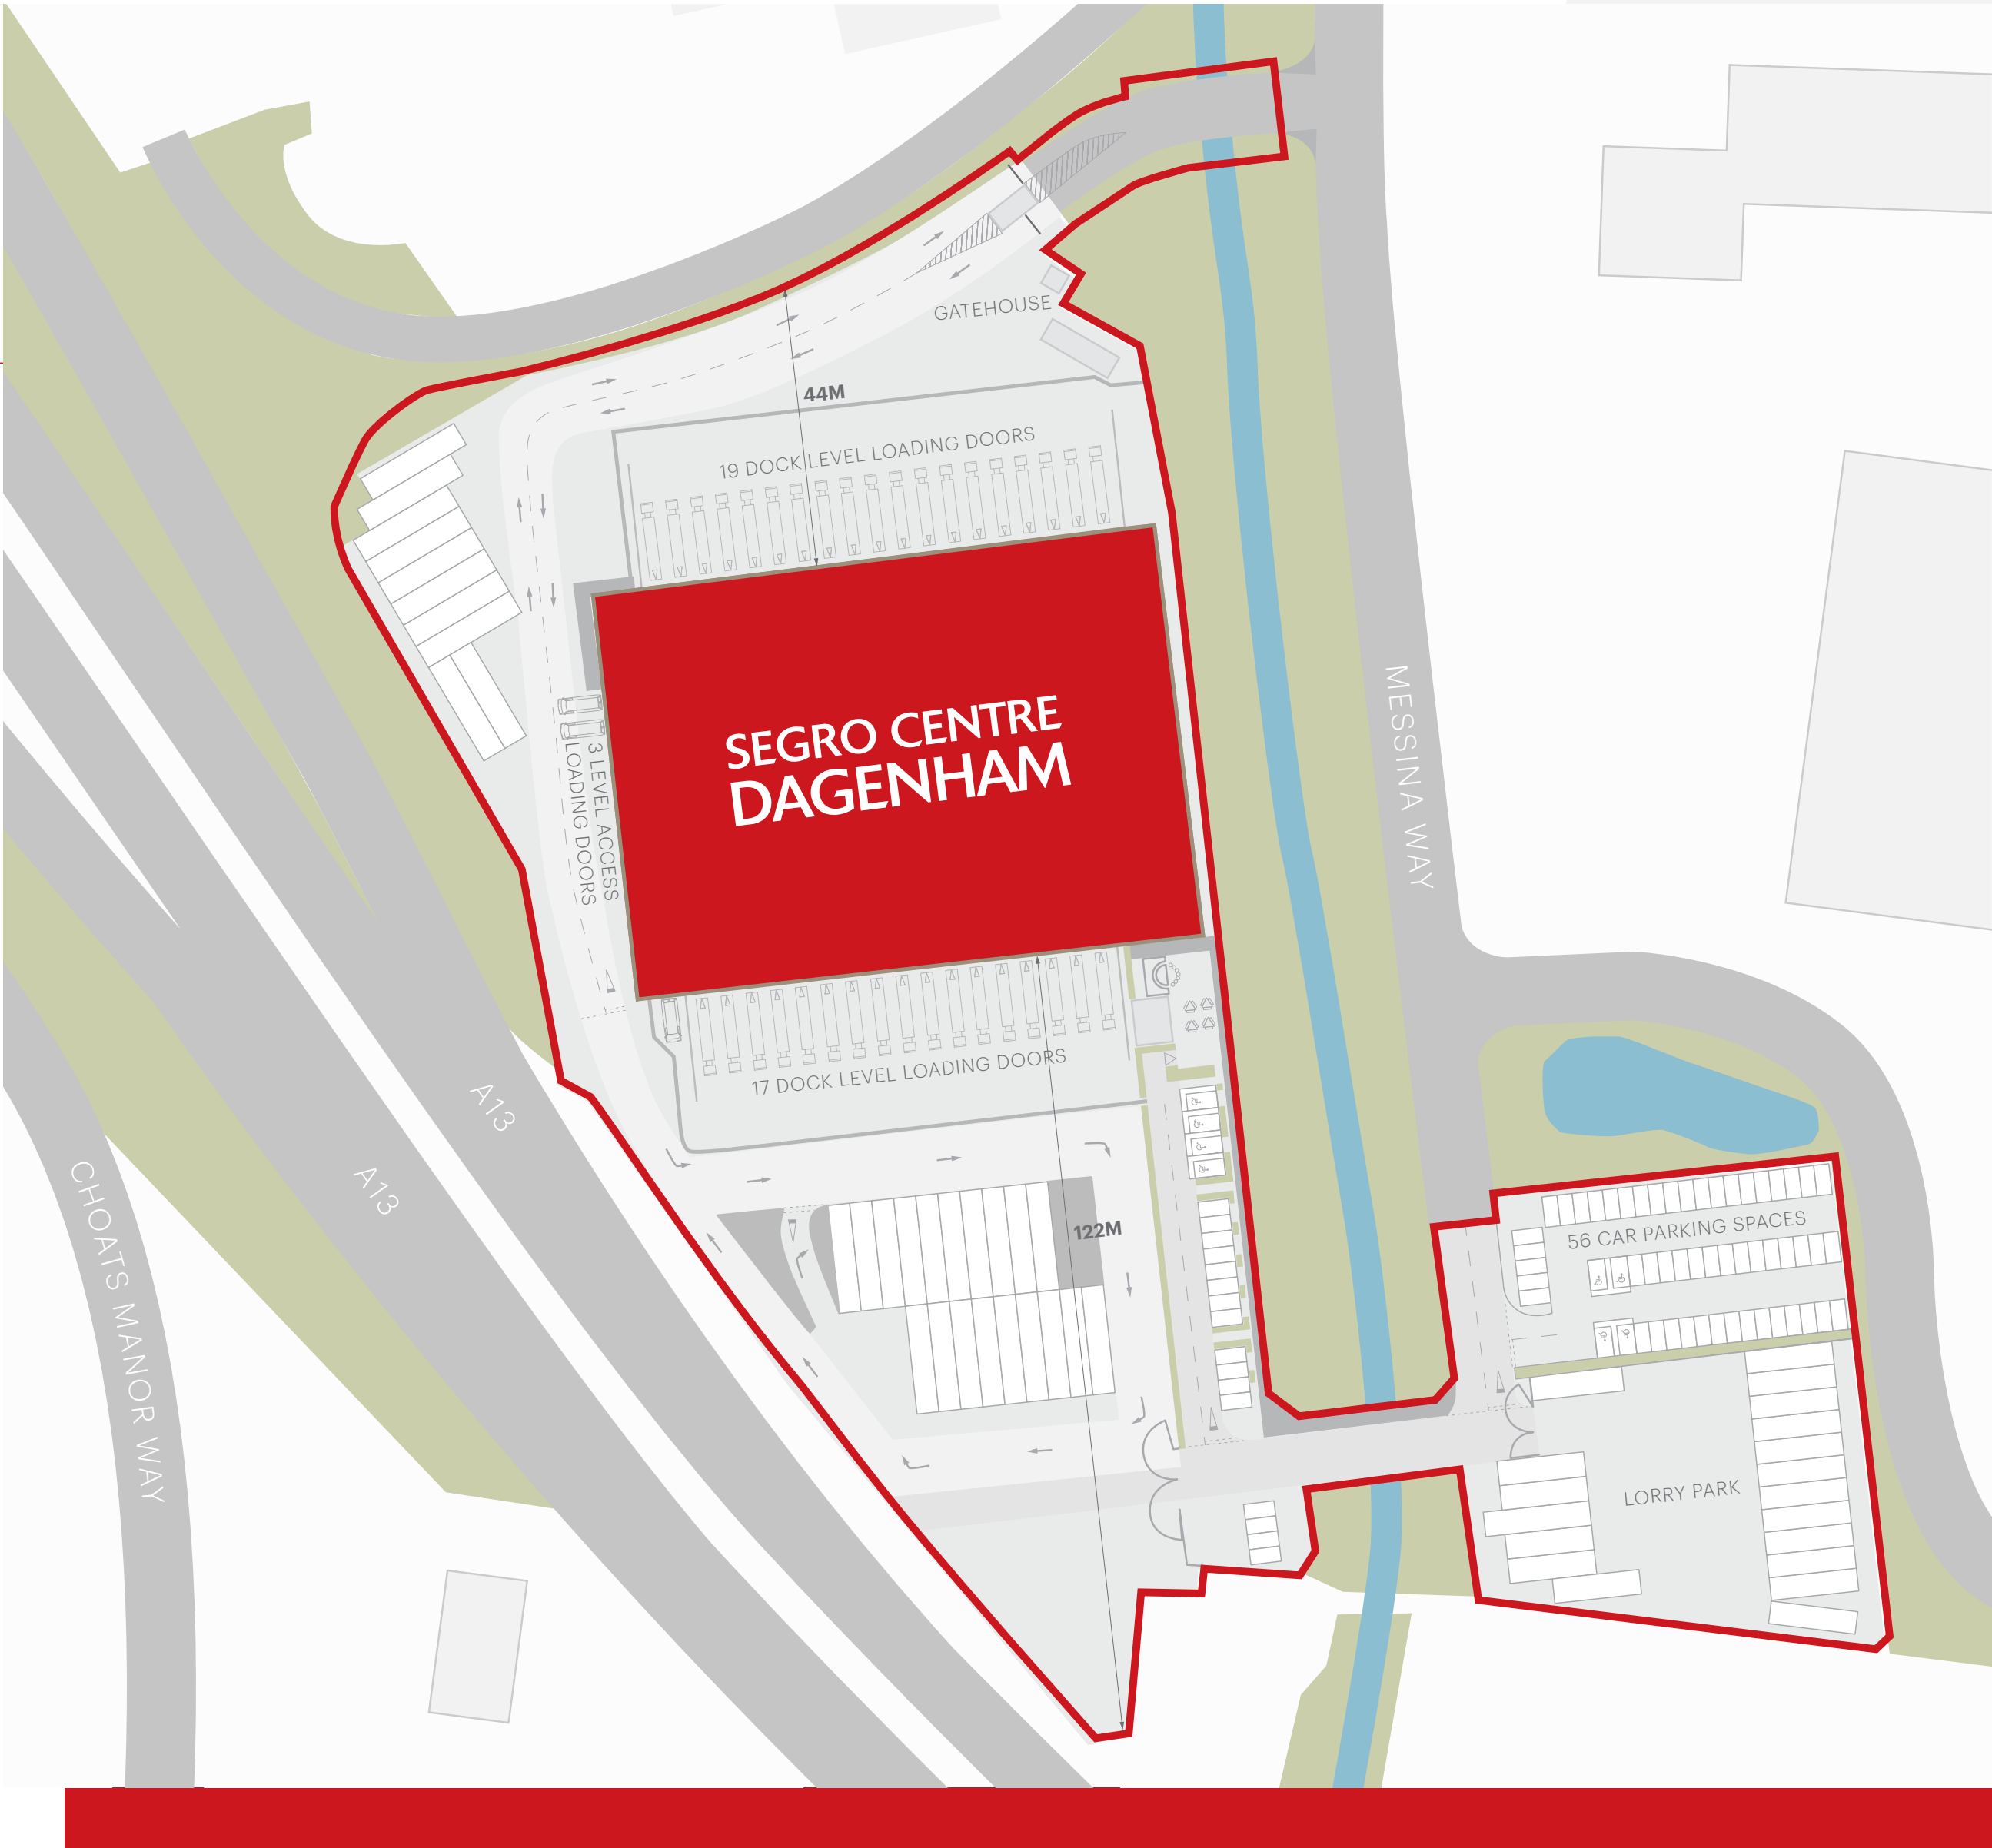 GATEHOUSE
44M
19 DOCK LEVEL LOADING DOORS
SEGRO CENTRE
DAGENHAM
3 LEVEL ACCESS
LOADING DOORS
MESSINA WAY
17 DOCK LEVEL LOADING DOORS
A13
A13
CHOATS MANOR WAY
122M
56 CAR PARKING SPACES
LORRY PARK